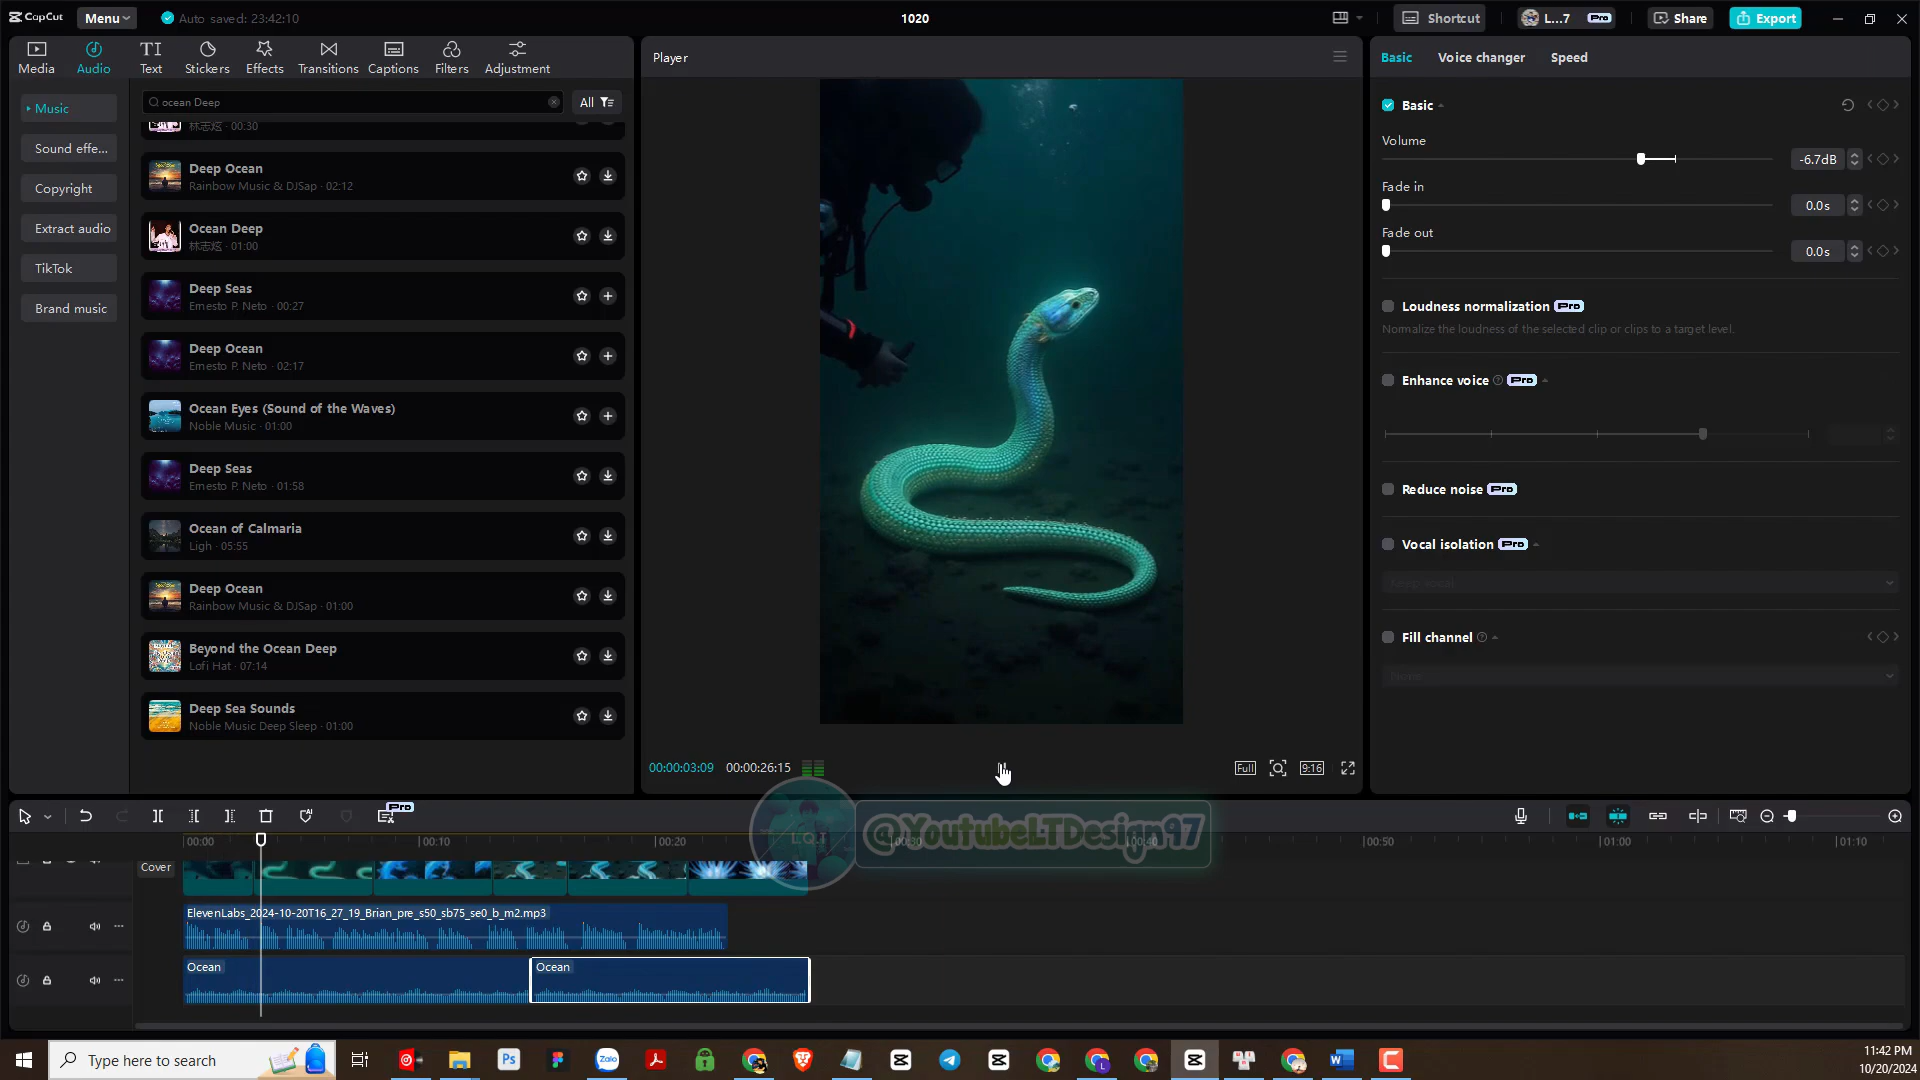 CapCut
Menu
Auto saved: 23:42:10
1020
Shortcut
L...7
Pro
Share
Export
Media
Audio
Text
Stickers
Effects
Transitions
Captions
Filters
Adjustment
Player
Basic
Voice changer
Speed
Music
Sound effe...
Copyright
Extract audio
TikTok
Brand music
ocean Deep
All
林志炫 · 00:30
Deep Ocean
Rainbow Music & DJSap · 02:12
Ocean Deep
林志炫 · 01:00
Deep Seas
Ernesto P. Neto · 00:27
Deep Ocean
Ernesto P. Neto · 02:17
Ocean Eyes (Sound of the Waves)
Noble Music · 01:00
Deep Seas
Ernesto P. Neto · 01:58
Ocean of Calmaria
Ligh · 05:55
Deep Ocean
Rainbow Music & DJSap · 01:00
Beyond the Ocean Deep
Lofi Hat · 07:14
Deep Sea Sounds
Noble Music Deep Sleep · 01:00
00:00:03:09
00:00:26:15
Full
9:16
Basic
Volume
-6.7dB
Fade in
0.0s
Fade out
0.0s
Loudness normalization Pro
Normalize the loudness of the selected clip or clips to a target level.
Enhance voice Pro
Reduce noise Pro
Vocal isolation Pro
Keep vocal
Fill channel
None
Pro
L.Q.T
@YoutubeLTDesign97
00:00
00:10
00:20
00:30
00:40
00:50
01:00
01:10
Cover
ElevenLabs_2024-10-20T16_27_19_Brian_pre_s50_sb75_se0_b_m2.mp3
Ocean
Ocean
Type here to search
Ps
Zalo
11:42 PM
10/20/2024